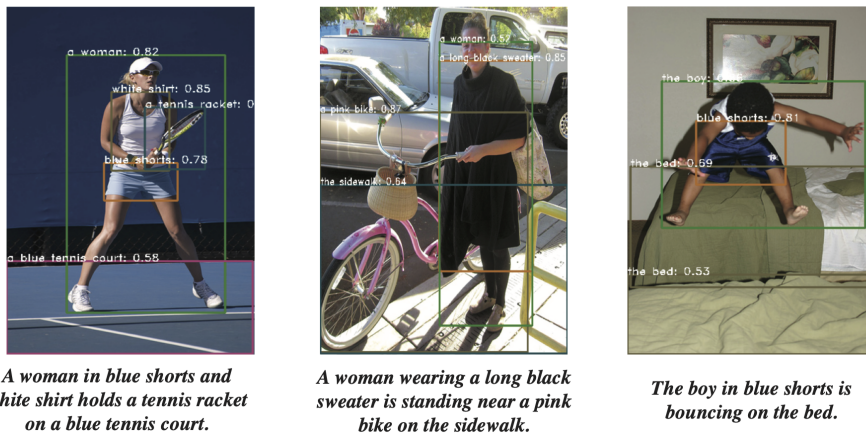 a woman: 0.82
white shirt: 0.85
a tennis racket: 0
blue shorts: 0.78
a blue tennis court: 0.58
A woman in blue shorts and
hite shirt holds a tennis racket
on a blue tennis court.
a woman: 0.52
a long black sweater: 0.85
a pink bike: 0.87
the sidewalk: 0.64
A woman wearing a long black
sweater is standing near a pink
bike on the sidewalk.
the boy:
blue shorts: 0.81
the bed: 0.69
the bed: 0.53
The boy in blue shorts is
bouncing on the bed.